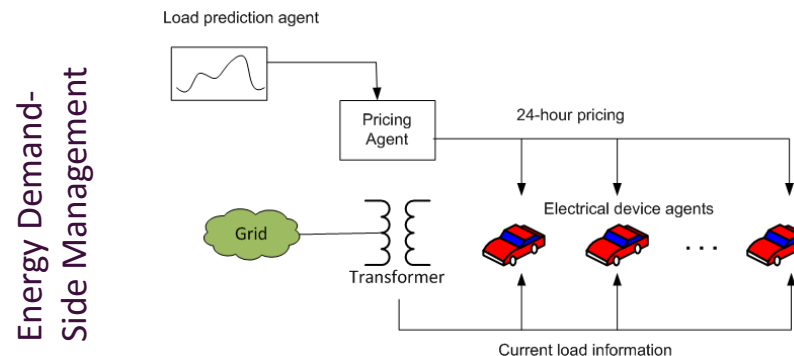 Energy Demand-
Side Management
Load prediction agent
Pricing
Agent
24-hour pricing
Electrical device agents
Grid
. . .
Transformer
Current load information